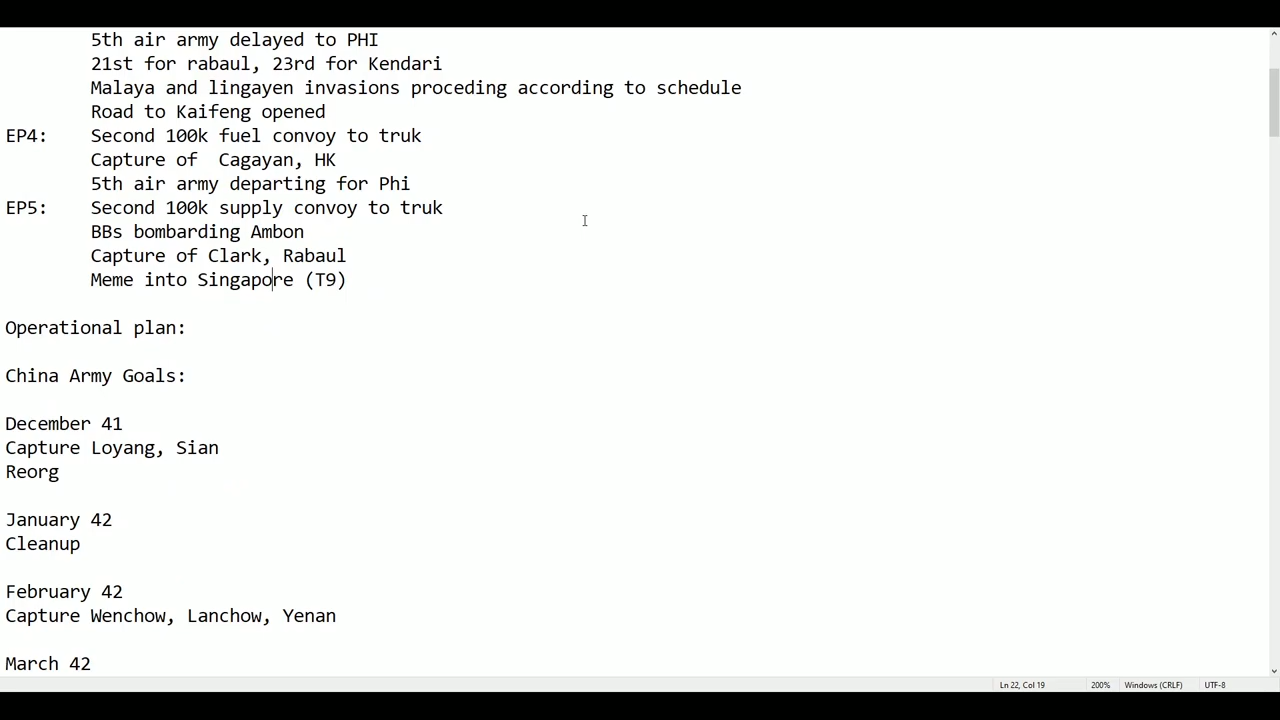 5th air army delayed to PHI
21st for rabaul, 23rd for Kendari
Malaya and lingayen invasions proceding according to schedule
Road to Kaifeng opened
EP4: Second 100k fuel convoy to truk
Capture of  Cagayan, HK
5th air army departing for Phi
EP5: Second 100k supply convoy to truk
BBs bombarding Ambon
Capture of Clark, Rabaul
Meme into Singapore (T9)
Operational plan:
China Army Goals:
December 41
Capture Loyang, Sian
Reorg
January 42
Cleanup
February 42
Capture Wenchow, Lanchow, Yenan
March 42
Ln 22, Col 19 200% Windows (CRLF) UTF-8